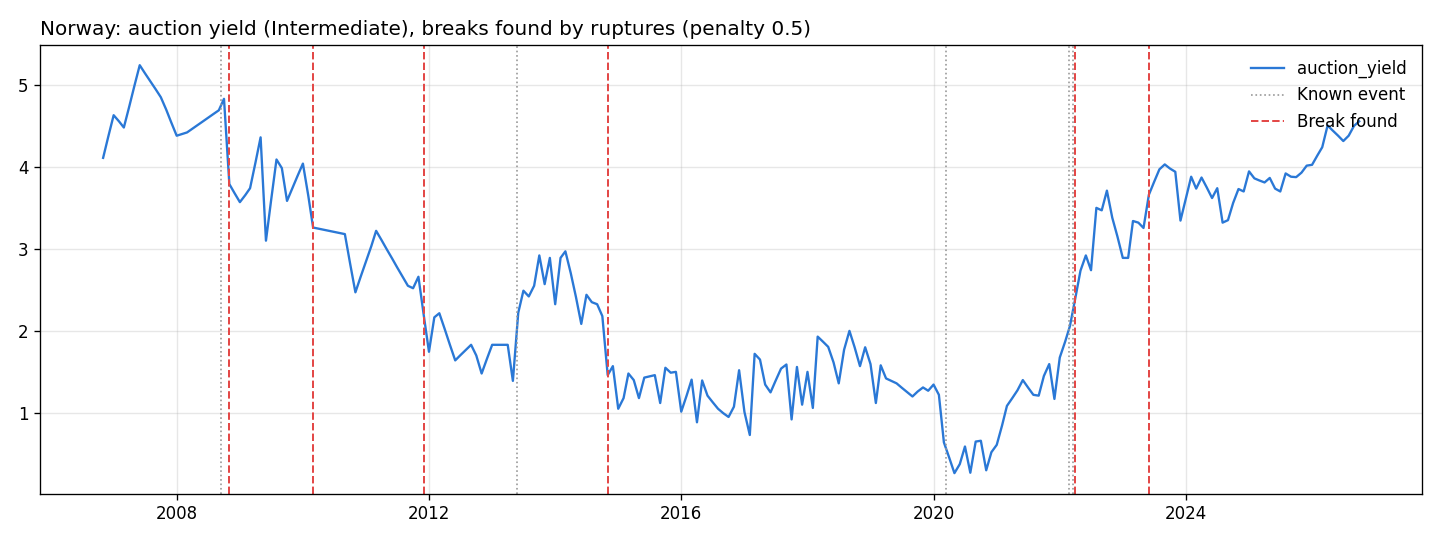 Norway: auction yield (Intermediate), breaks found by ruptures (penalty 0.5)
auction_yield
Known event
Break found
5
4
3
2
1
2008
2012
2016
2020
2024